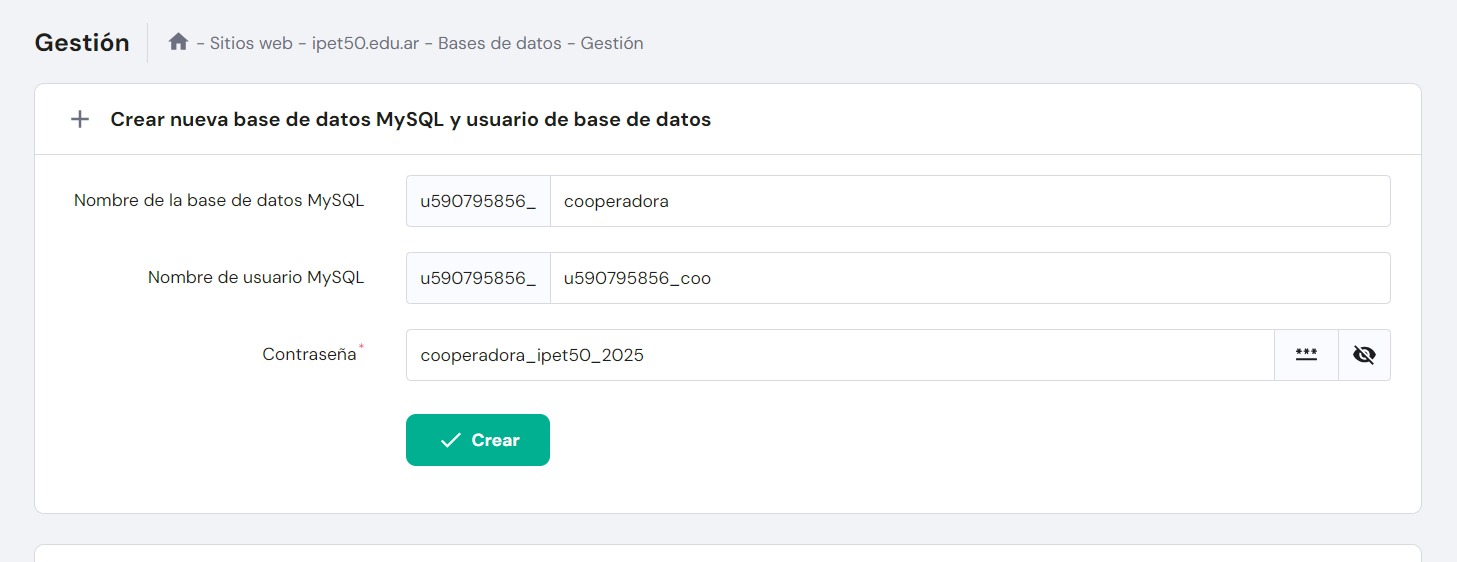 Gestión - Sitios web - ipet50.edu.ar - Bases de datos - Gestión
Crear nueva base de datos MySQL y usuario de base de datos
Nombre de la base de datos MySQL u590795856_ cooperadora
Nombre de usuario MySQL u590795856_ u590795856_coo
Contraseña* cooperadora_ipet50_2025 ***
Crear